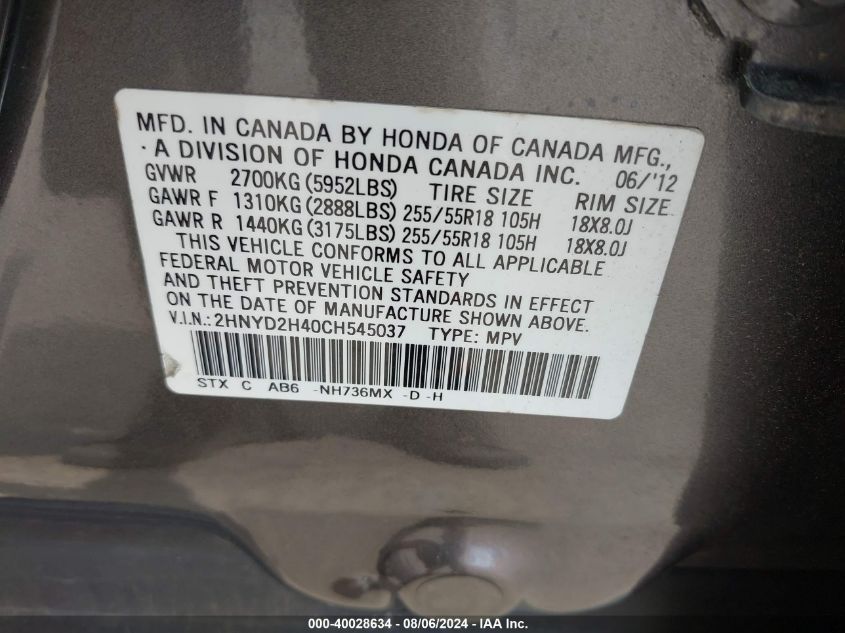 MFD. IN CANADA BY HONDA OF CANADA MFG.,
· A DIVISION OF HONDA CANADA INC. 06/'12
GVWR 2700KG (5952LBS) TIRE SIZE RIM SIZE
GAWR F 1310KG (2888LBS) 255/55R18 105H 18X8.0J
GAWR R 1440KG (3175LBS) 255/55R18 105H 18X8.0J
THIS VEHICLE CONFORMS TO ALL APPLICABLE
FEDERAL MOTOR VEHICLE SAFETY
AND THEFT PREVENTION STANDARDS IN EFFECT
ON THE DATE OF MANUFACTURE SHOWN ABOVE.
V.I.N.: 2HNYD2H40CH545037 TYPE: MPV
STX C AB6 -NH736MX -D -H
000-40028634 - 08/06/2024 - IAA Inc.